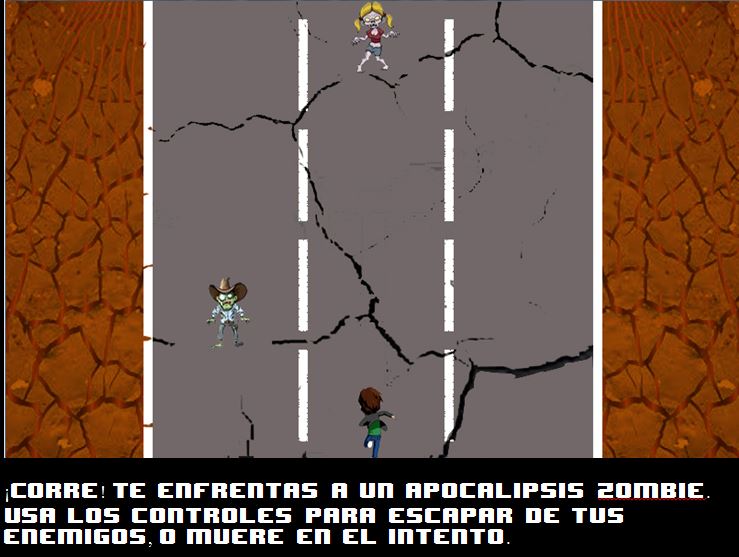 ¡CORRE! TE ENFRENTAS A UN APOCALIPSIS ZOMBIE.
USA LOS CONTROLES PARA ESCAPAR DE TUS
ENEMIGOS, O MUERE EN EL INTENTO.